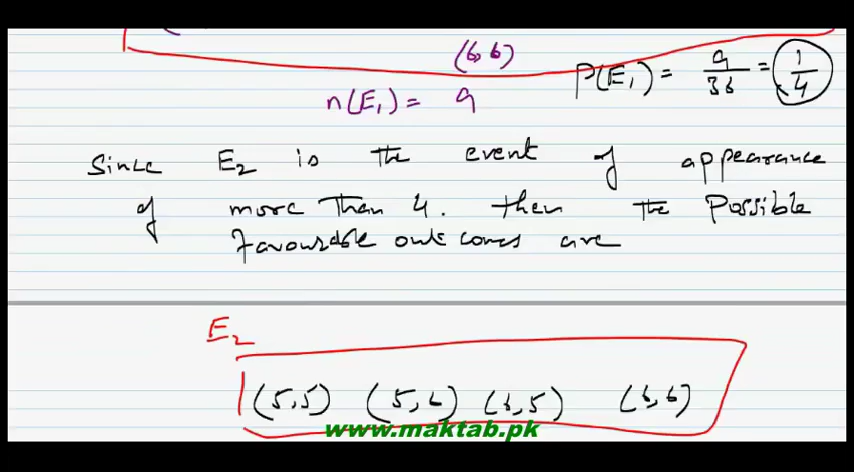 (6,6)
P(E₁) = 9/36 = 1/4
n(E₁) = 9
Since E₂ is the event of appearance
of more than 4. then the Possible
favourable outcomes are
E₂
(5,5) (5,6) (6,5) (6,6)
www.maktab.pk